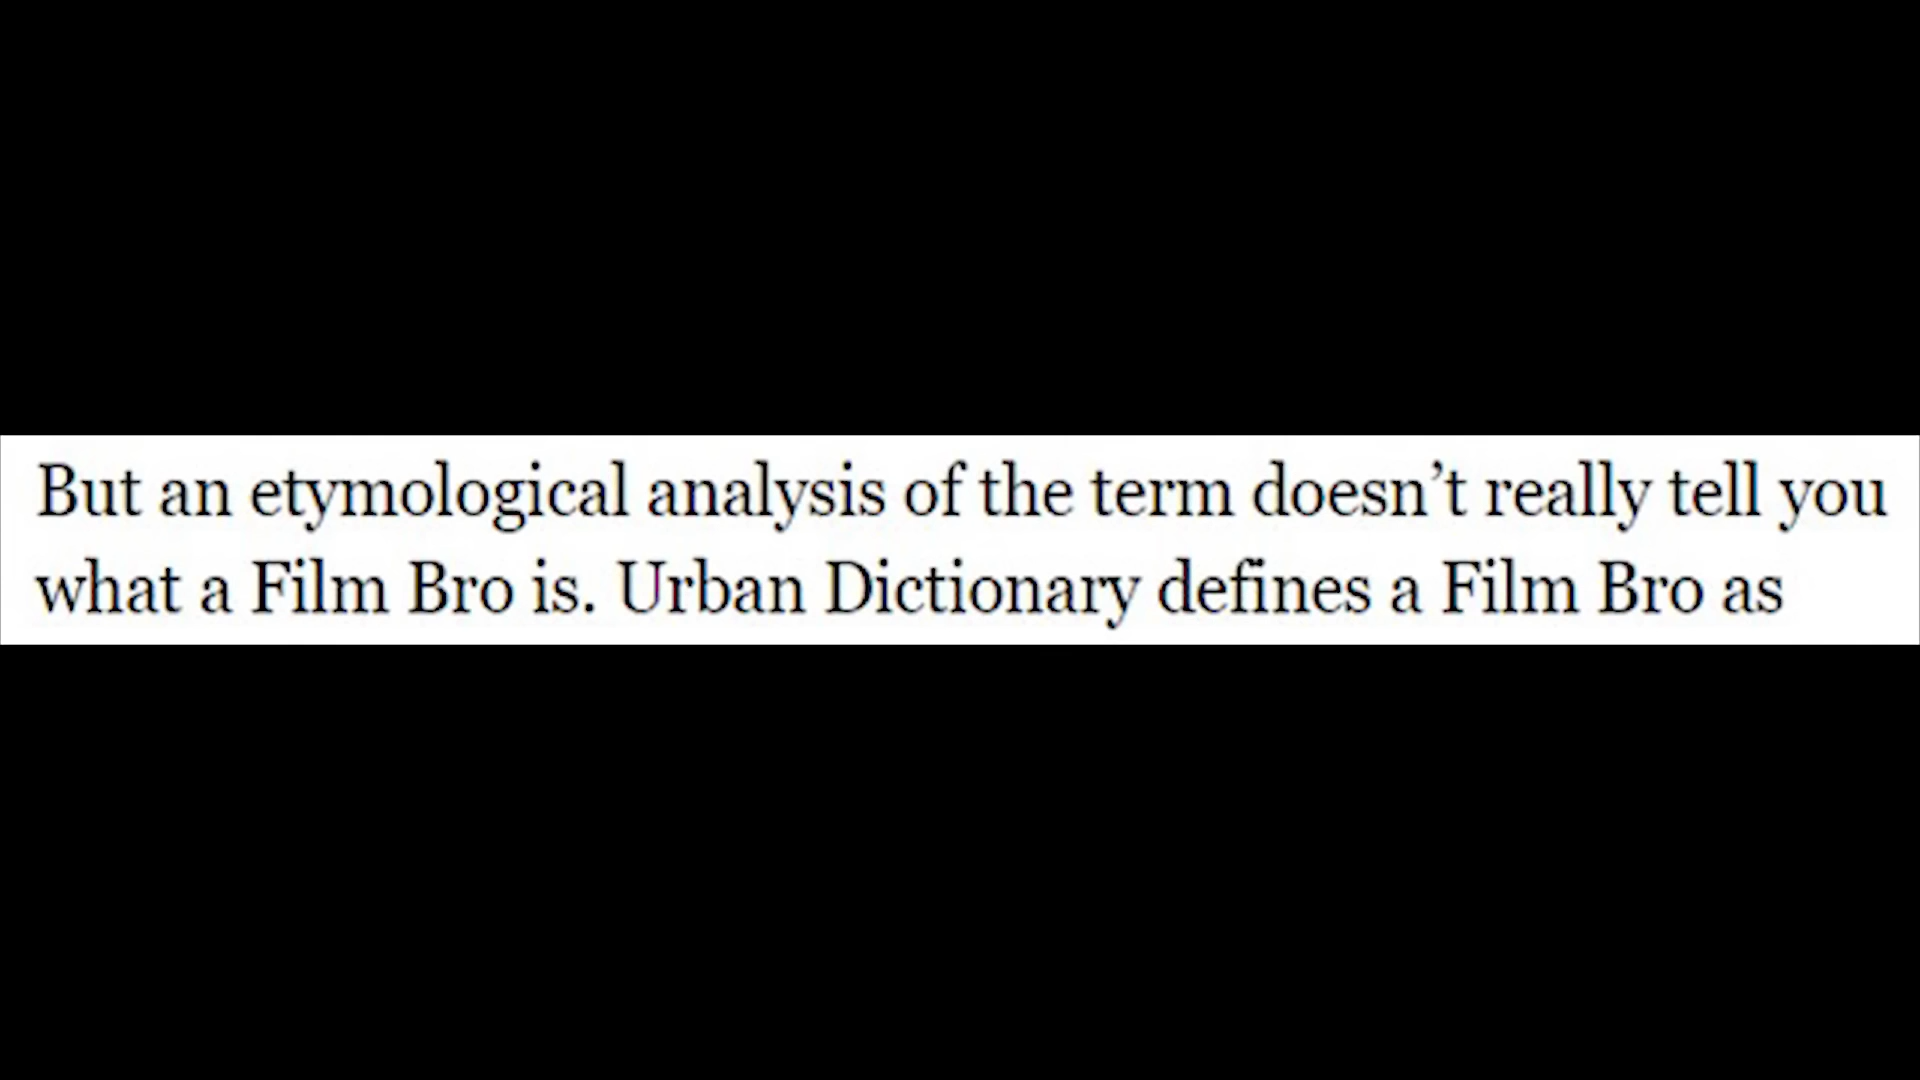 But an etymological analysis of the term doesn’t really tell you
what a Film Bro is. Urban Dictionary defines a Film Bro as